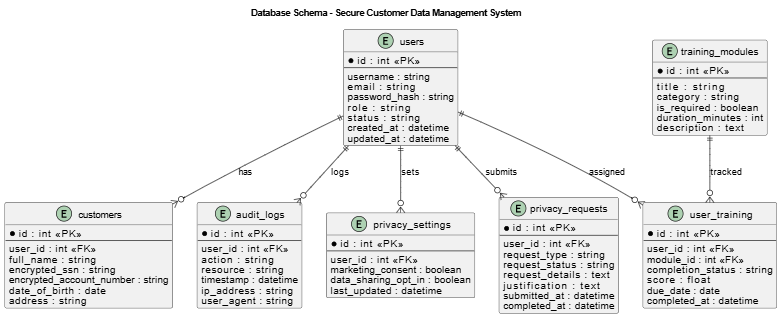 Database Schema - Secure Customer Data Management System
E users
id : int «PK»
username : string
email : string
password_hash : string
role : string
status : string
created_at : datetime
updated_at : datetime
E training_modules
id : int «PK»
title : string
category : string
is_required : boolean
duration_minutes : int
description : text
has
logs
sets
submits
assigned
tracked
E customers
id : int «PK»
user_id : int «FK»
full_name : string
encrypted_ssn : string
encrypted_account_number : string
date_of_birth : date
address : string
E audit_logs
id : int «PK»
user_id : int «FK»
action : string
resource : string
timestamp : datetime
ip_address : string
user_agent : string
E privacy_settings
id : int «PK»
user_id : int «FK»
marketing_consent : boolean
data_sharing_opt_in : boolean
last_updated : datetime
E privacy_requests
id : int «PK»
user_id : int «FK»
request_type : string
request_status : string
request_details : text
justification : text
submitted_at : datetime
completed_at : datetime
E user_training
id : int «PK»
user_id : int «FK»
module_id : int «FK»
completion_status : string
score : float
due_date : date
completed_at : datetime